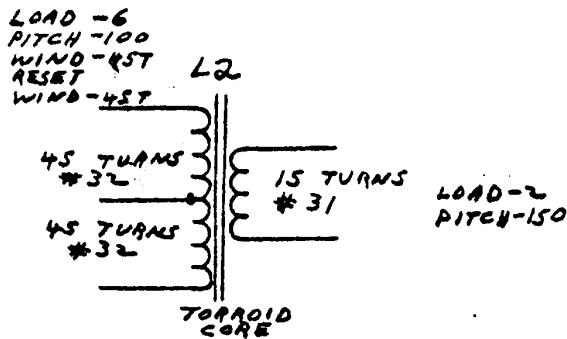 LOAD -6
PITCH -100
WIND -45T
RESET
WIND -45T
L2
45 TURNS
#32
45 TURNS
#32
15 TURNS
#31
LOAD-2
PITCH-150
TORROID
CORE